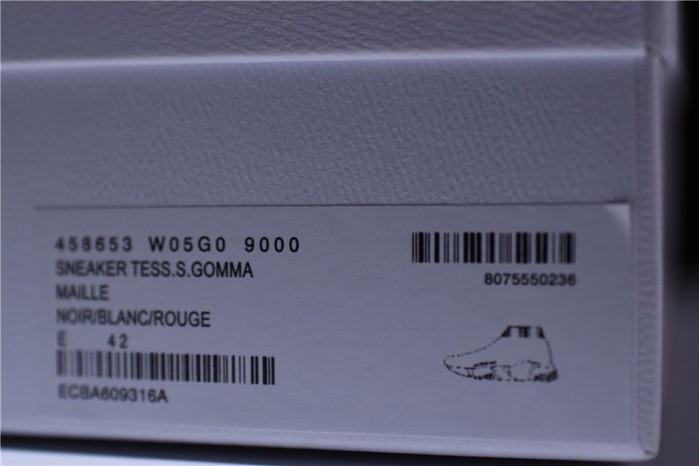 458653 W05G0 9000
SNEAKER TESS.S.GOMMA
MAILLE
NOIR/BLANC/ROUGE
E 42
ECBA609316A
8075550236